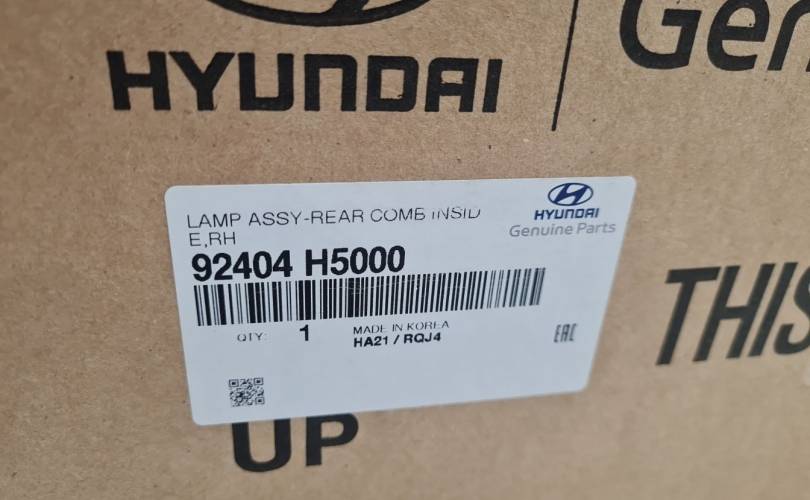 HYUNDAI
Gen
LAMP ASSY-REAR COMB INSID
E,RH
HYUNDAI
Genuine Parts
92404 H5000
QTY: 1
MADE IN KOREA
HA21 / RQJ4
EAC
THIS
UP